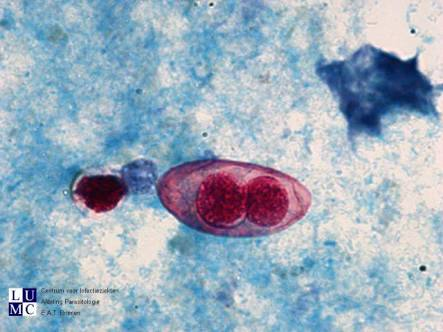 LU
MC
Centrum voor Infectieziekten
Afdeling Parasitologie
E.A.T. Brienen